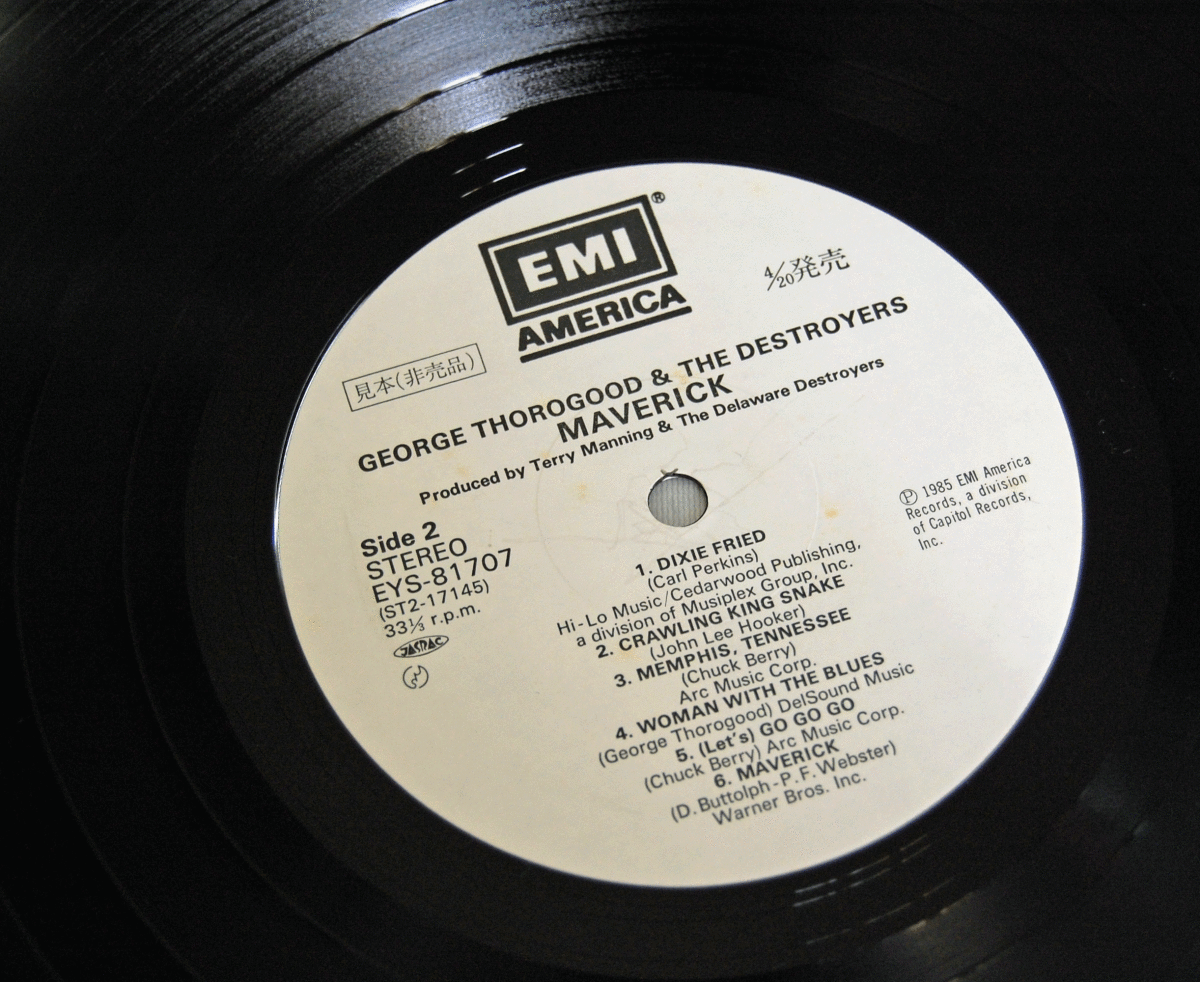 EMI®
AMERICA
4/20発売
見本(非売品)
GEORGE THOROGOOD & THE DESTROYERS
MAVERICK
Produced by Terry Manning & The Delaware Destroyers
Ⓟ 1985 EMI America
Records, a division
of Capitol Records,
Inc.
Side 2
STEREO
EYS-81707
(ST2-17145)
33⅓ r.p.m.
JASRAC
1. DIXIE FRIED
(Carl Perkins)
Hi-Lo Music/Cedarwood Publishing,
a division of Musiplex Group, Inc.
2. CRAWLING KING SNAKE
(John Lee Hooker)
3. MEMPHIS, TENNESSEE
(Chuck Berry)
Arc Music Corp.
4. WOMAN WITH THE BLUES
(George Thorogood) DelSound Music
5. (Let's) GO GO GO
(Chuck Berry) Arc Music Corp.
6. MAVERICK
(D. Buttolph-P. F. Webster)
Warner Bros. Inc.